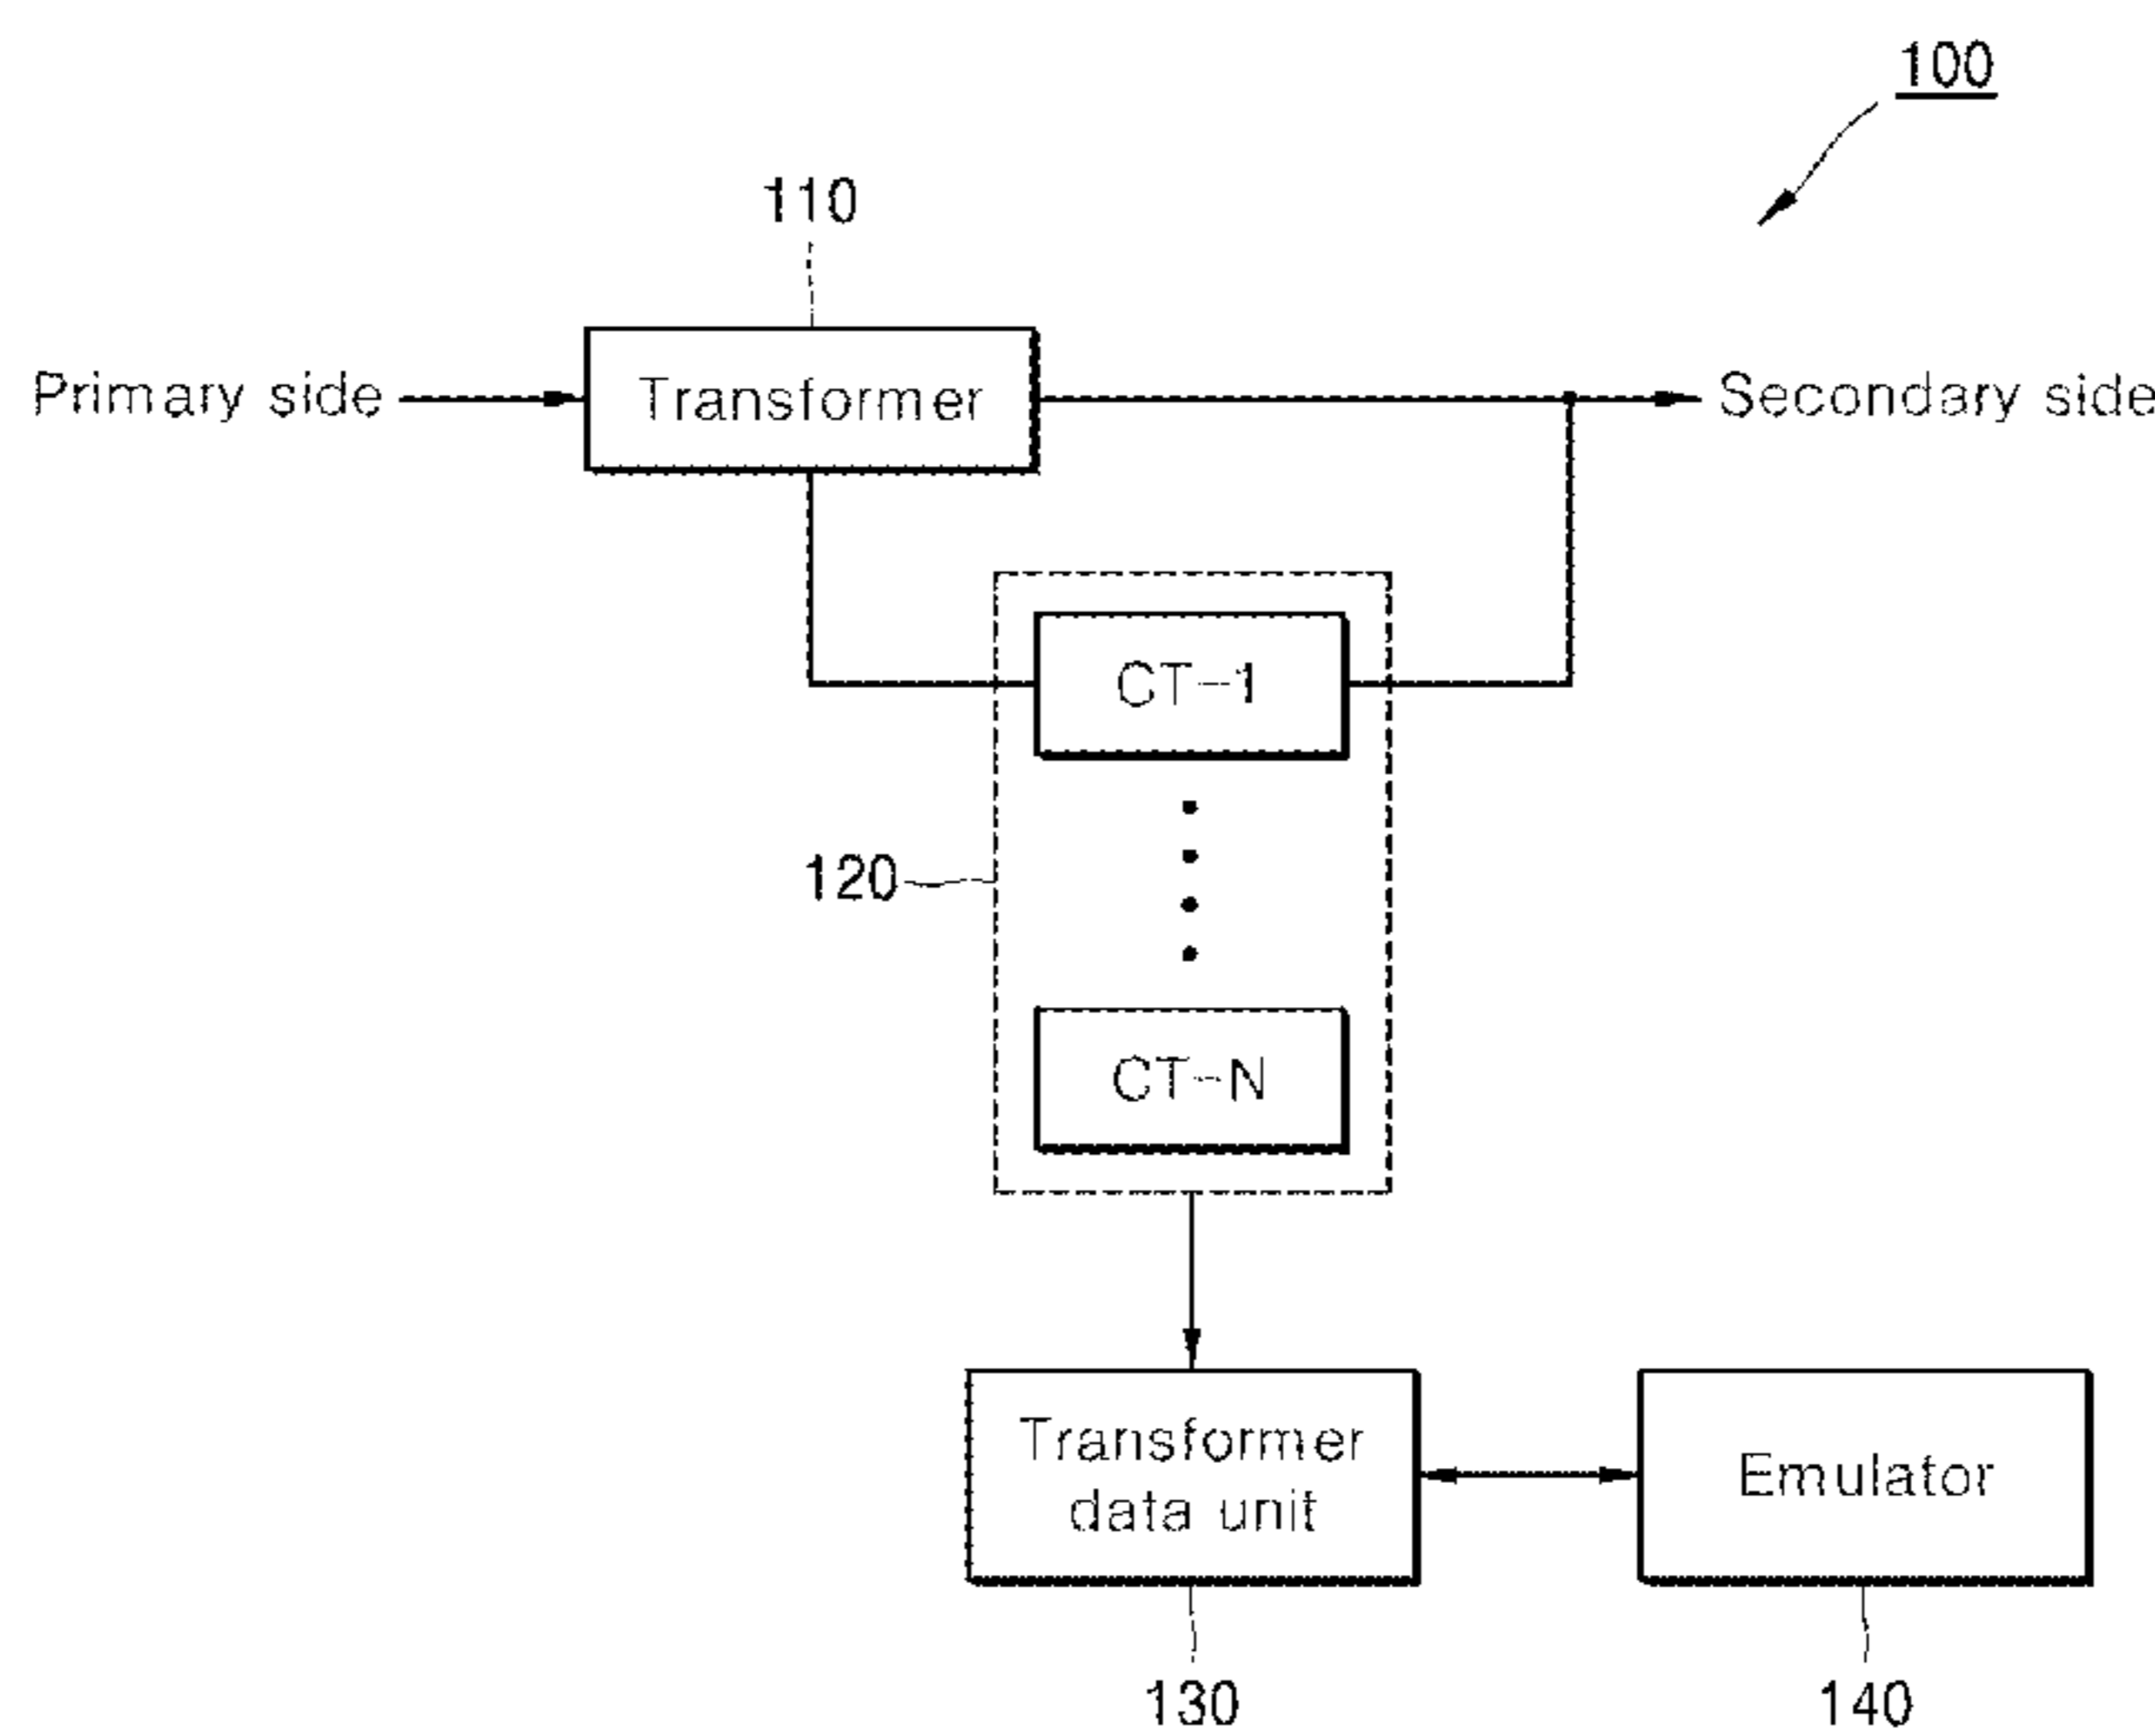 100
110
Primary side
Transformer
Secondary side
CT-1
120
CT-N
Transformer
data unit
Emulator
130
140